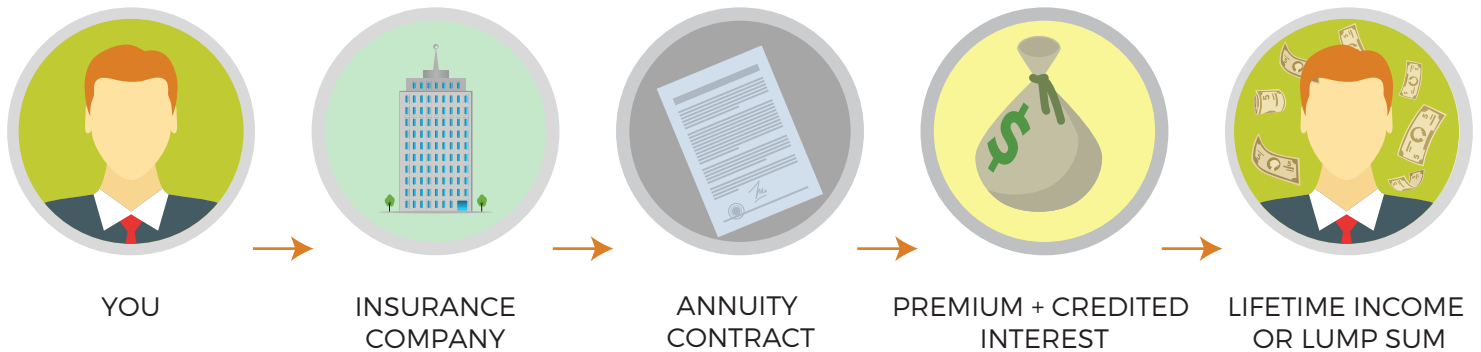 YOU
INSURANCE
COMPANY
ANNUITY
CONTRACT
PREMIUM + CREDITED
INTEREST
LIFETIME INCOME
OR LUMP SUM
$